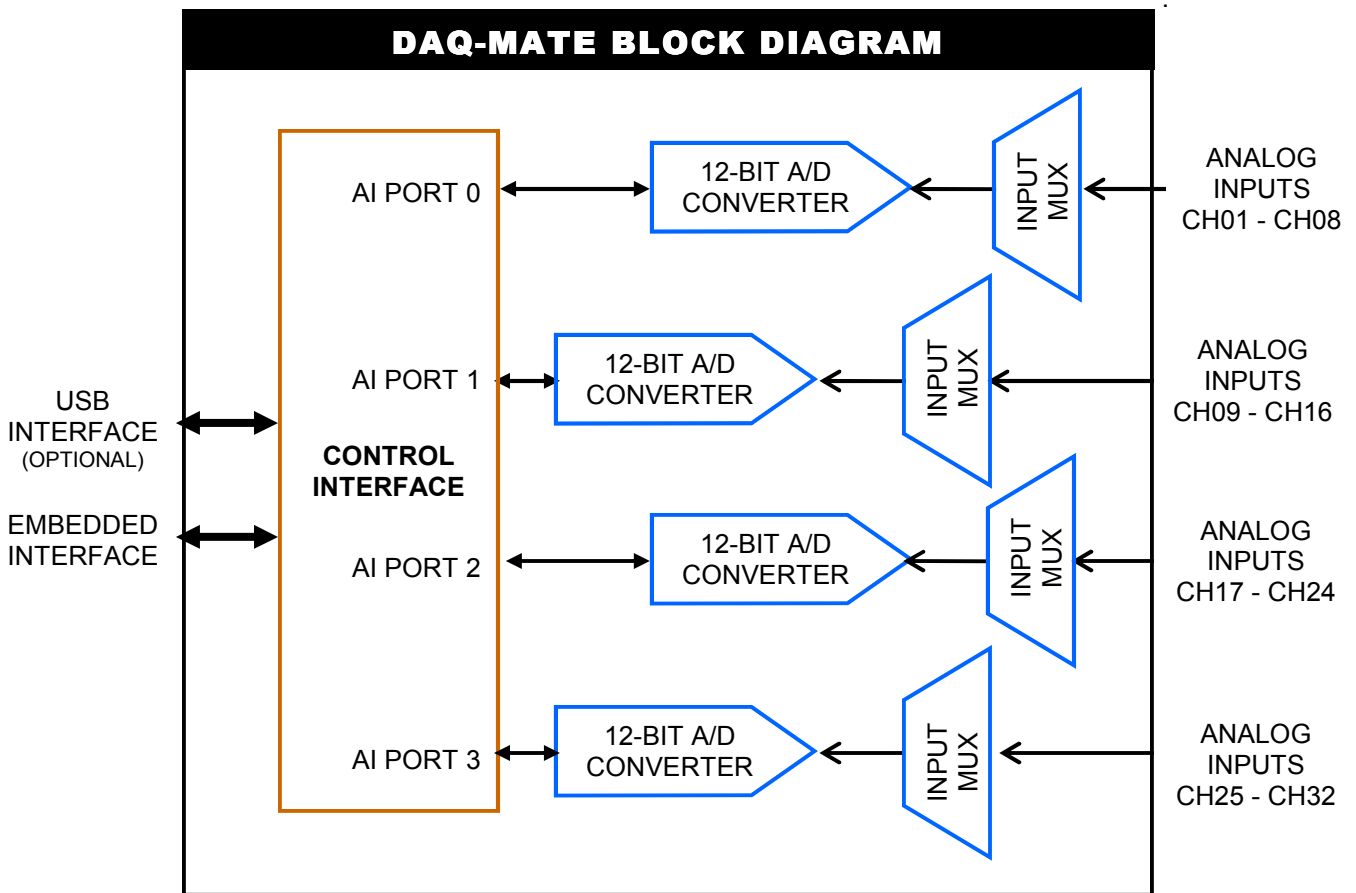 DAQ-MATE BLOCK DIAGRAM
AI PORT 0
12-BIT A/D
CONVERTER
INPUT
MUX
ANALOG
INPUTS
CH01 - CH08
AI PORT 1
12-BIT A/D
CONVERTER
INPUT
MUX
ANALOG
INPUTS
CH09 - CH16
USB
INTERFACE
(OPTIONAL)
CONTROL
INTERFACE
EMBEDDED
INTERFACE
AI PORT 2
12-BIT A/D
CONVERTER
INPUT
MUX
ANALOG
INPUTS
CH17 - CH24
AI PORT 3
12-BIT A/D
CONVERTER
INPUT
MUX
ANALOG
INPUTS
CH25 - CH32